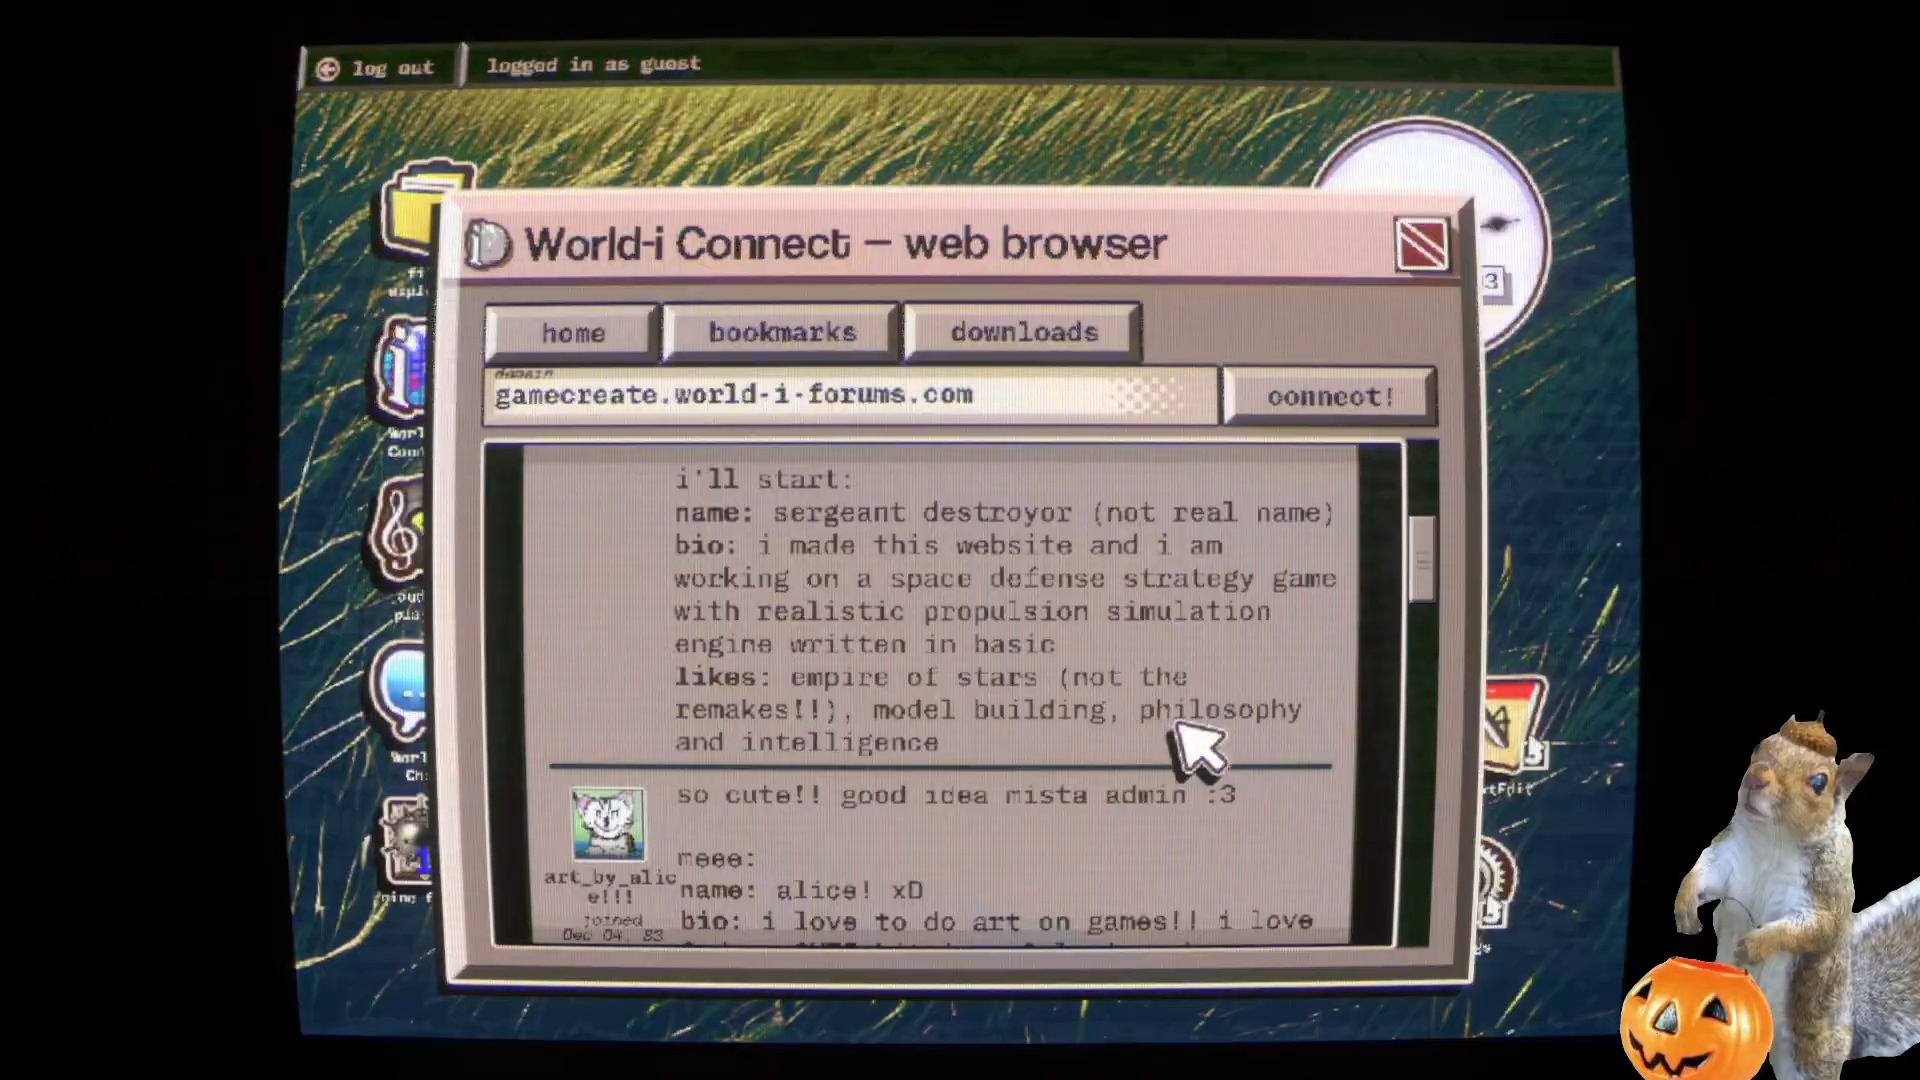 log out
logged in as guest
World-i Connect – web browser
3
home
bookmarks
downloads
domain
gamecreate.world-i-forums.com
connect!
i'll start:
name: sergeant destroyor (not real name)
bio: i made this website and i am
working on a space defense strategy game
with realistic propulsion simulation
engine written in basic
likes: empire of stars (not the
remakes!!), model building, philosophy
and intelligence
so cute!! good idea mista admin :3
meee:
art_by_alic
e!!!
name: alice! xD
joined
Dec 04, 83
bio: i love to do art on games!! i love